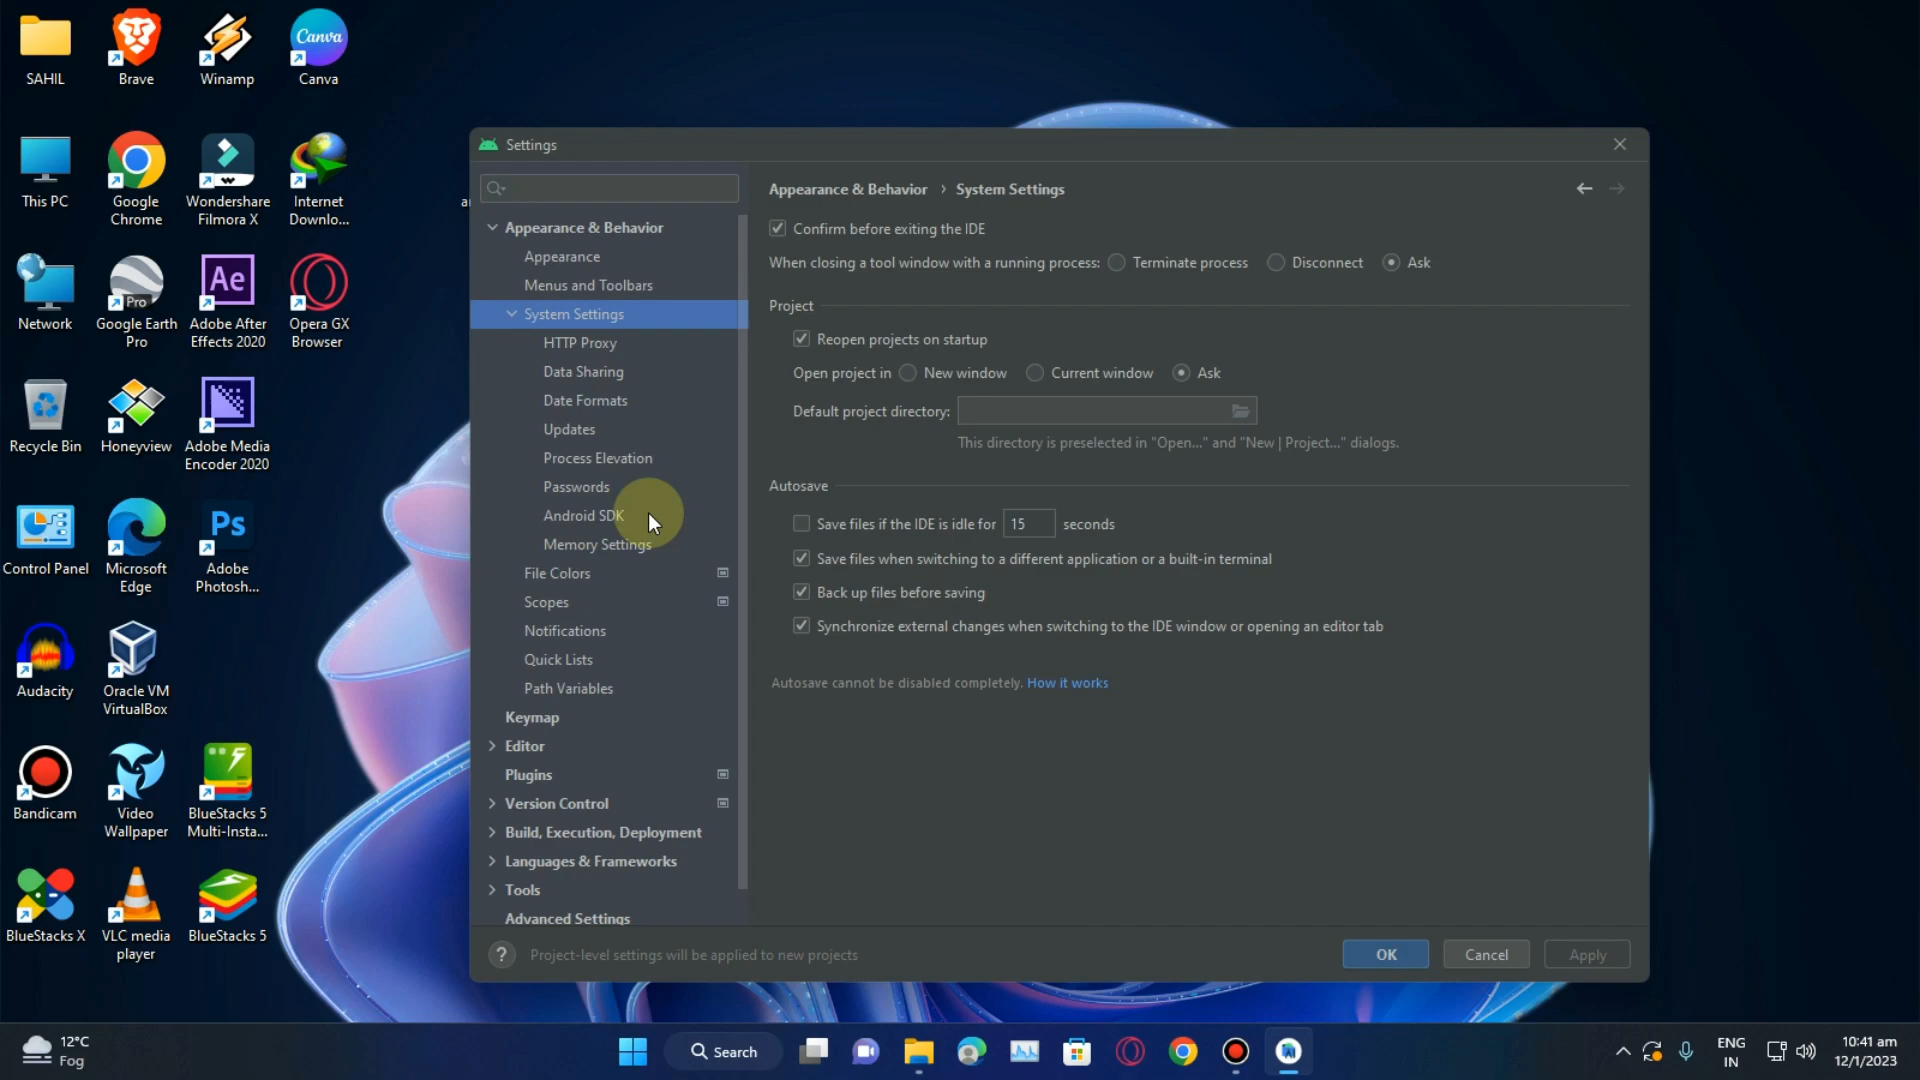 SAHIL
Brave
Winamp
Canva
Canva
This PC
Google
Chrome
Wondershare
Filmora X
Internet
Downlo...
Network
Pro
Google Earth
Pro
Ae
Adobe After
Effects 2020
Opera GX
Browser
Recycle Bin
Honeyview
Adobe Media
Encoder 2020
Control Panel
Microsoft
Edge
Ps
Adobe
Photosh...
Audacity
Oracle VM
VirtualBox
Bandicam
Video
Wallpaper
BlueStacks 5
Multi-Insta...
BlueStacks X
VLC media
player
BlueStacks 5
Settings
Appearance & Behavior
Appearance
Menus and Toolbars
System Settings
HTTP Proxy
Data Sharing
Date Formats
Updates
Process Elevation
Passwords
Android SDK
Memory Settings
File Colors
Scopes
Notifications
Quick Lists
Path Variables
Keymap
Editor
Plugins
Version Control
Build, Execution, Deployment
Languages & Frameworks
Tools
Advanced Settings
Appearance & Behavior › System Settings
Confirm before exiting the IDE
When closing a tool window with a running process: Terminate process Disconnect Ask
Project
Reopen projects on startup
Open project in New window Current window Ask
Default project directory:
This directory is preselected in "Open..." and "New | Project..." dialogs.
Autosave
Save files if the IDE is idle for 15 seconds
Save files when switching to a different application or a built-in terminal
Back up files before saving
Synchronize external changes when switching to the IDE window or opening an editor tab
Autosave cannot be disabled completely. How it works
? Project-level settings will be applied to new projects
OK Cancel Apply
12°C
Fog
Search
ENG
IN
10:41 am
12/1/2023